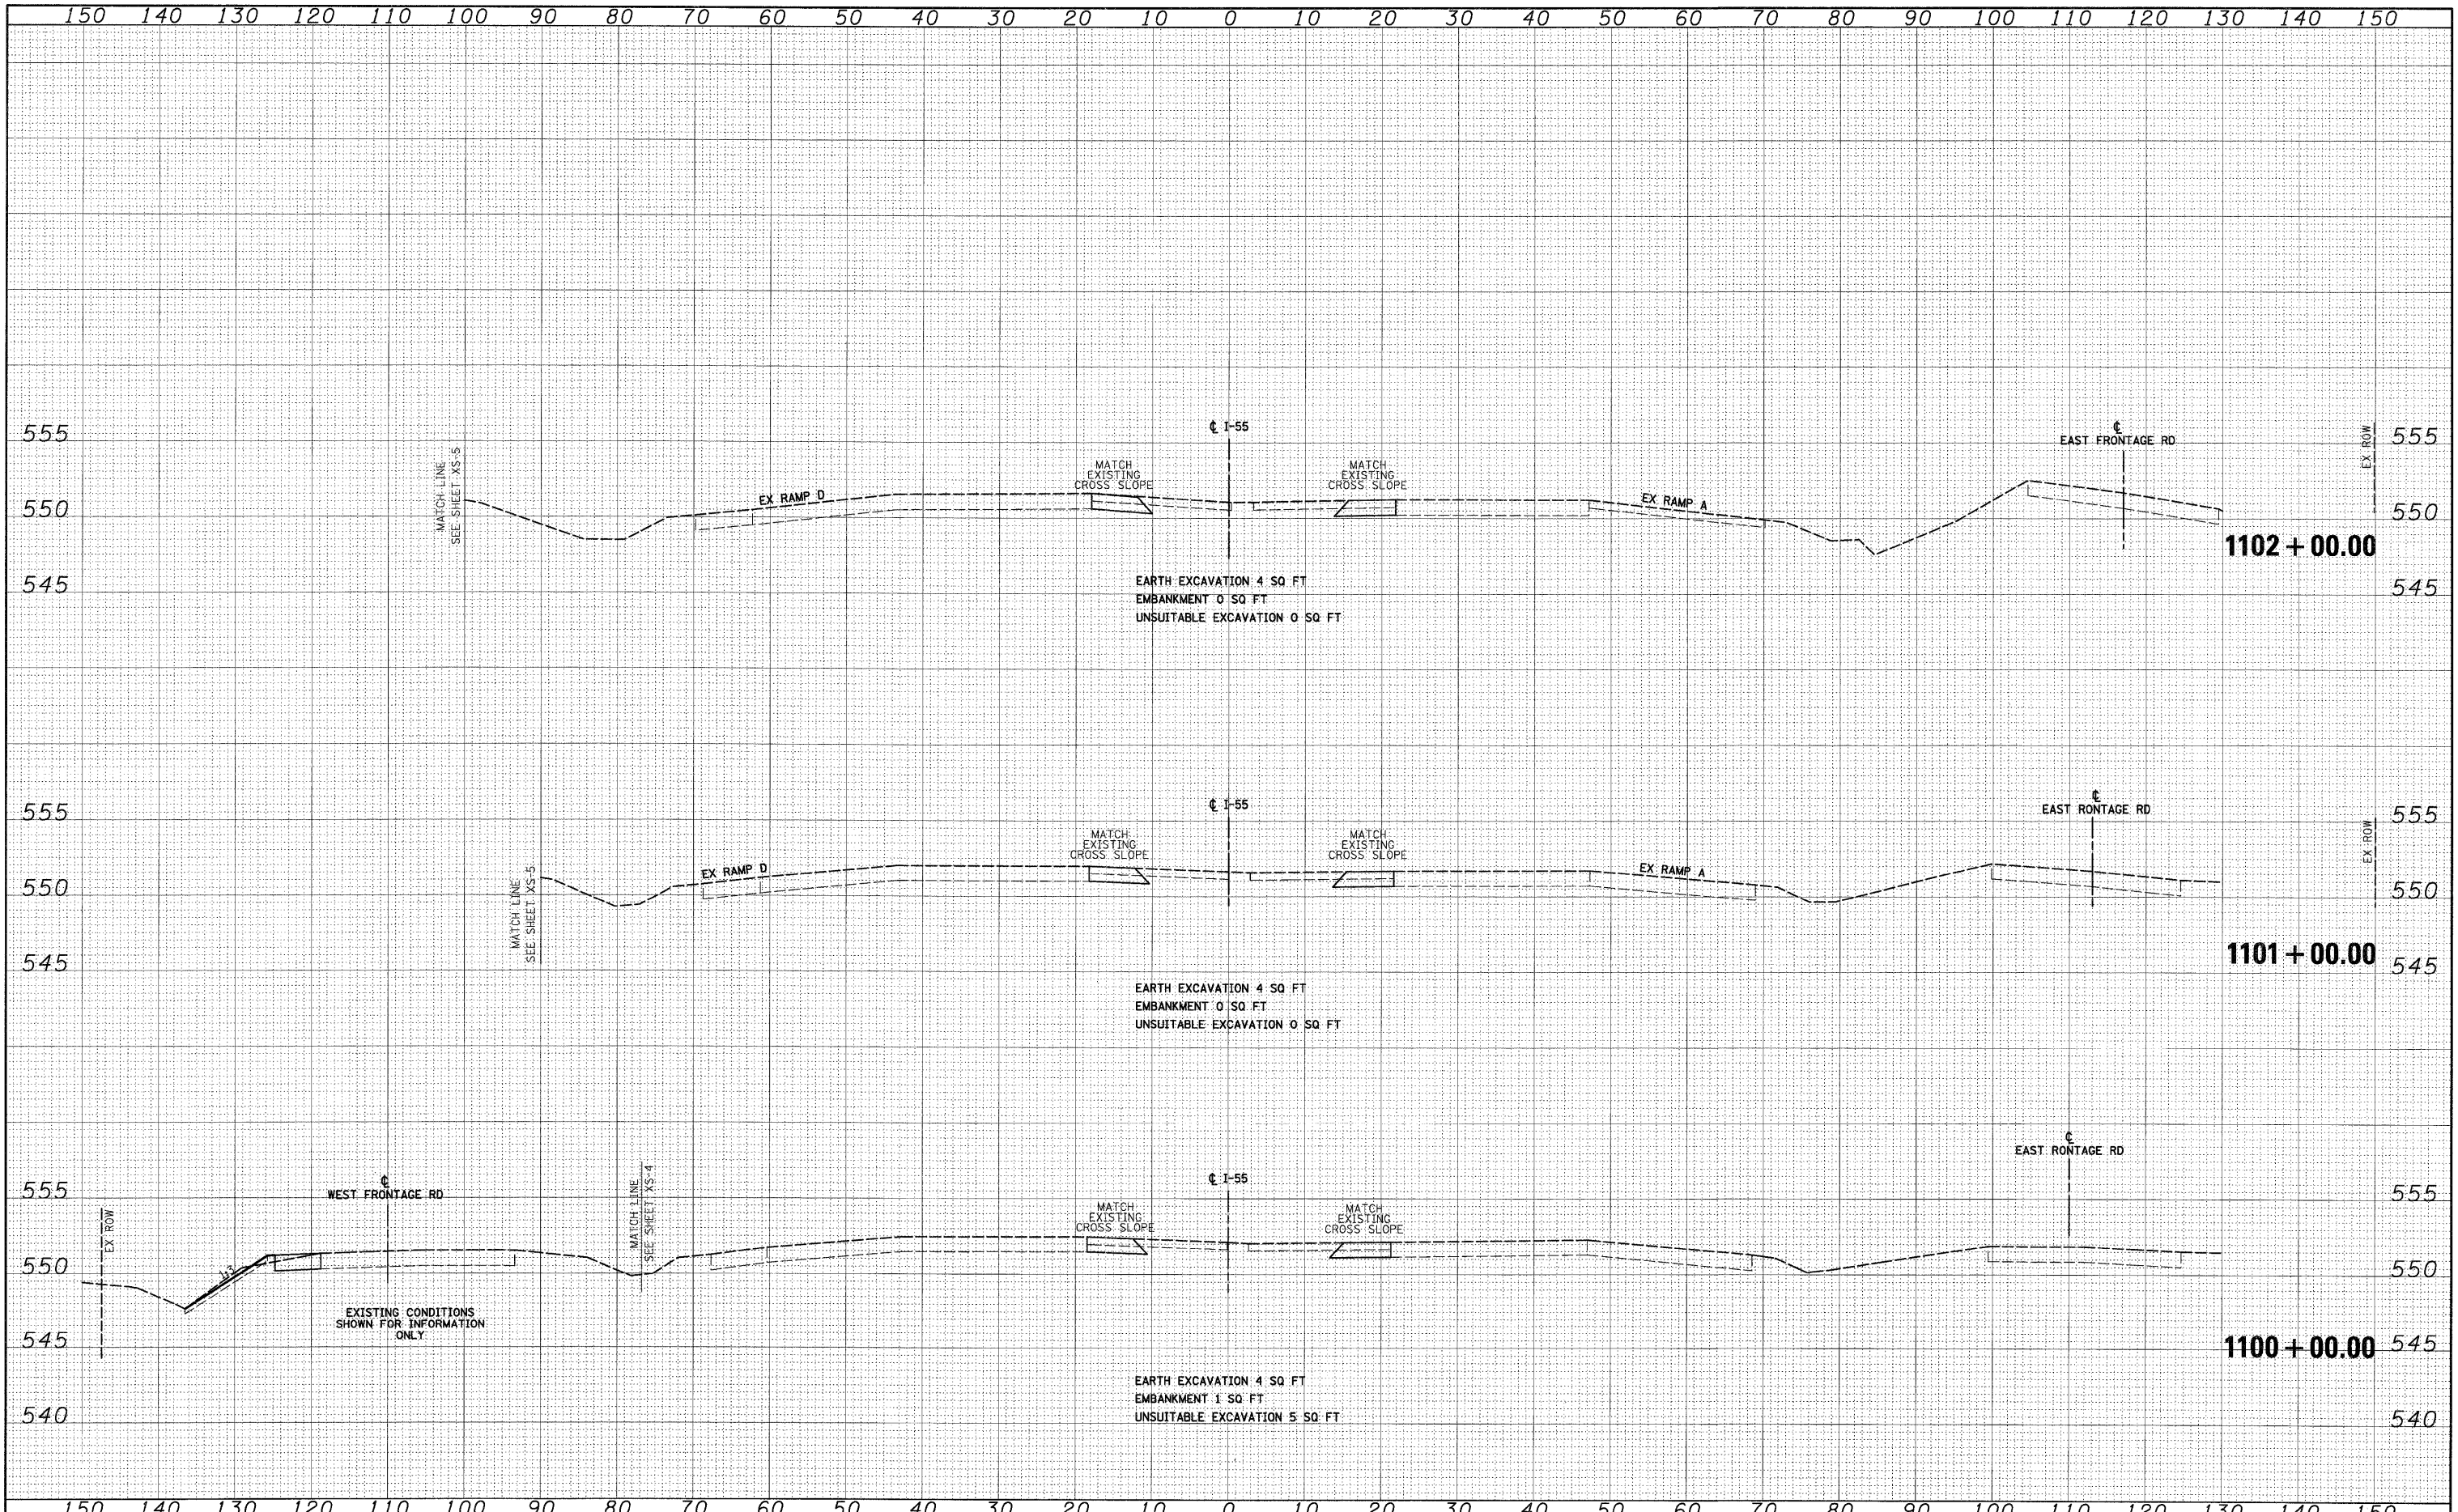 150 140 130 120 110 100 90 80 70 60 50 40 30 20 10 0 10 20 30 40 50 60 70 80 90 100 110 120 130 140 150
℄ I-55
℄
EAST FRONTAGE RD
EX ROW
555
555
MATCH LINE
SEE SHEET XS-5
MATCH
EXISTING
CROSS SLOPE
MATCH
EXISTING
CROSS SLOPE
EX RAMP D
EX RAMP A
550
550
1102 + 00.00
545
545
EARTH EXCAVATION 4 SQ FT
EMBANKMENT 0 SQ FT
UNSUITABLE EXCAVATION 0 SQ FT
℄ I-55
℄
EAST RONTAGE RD
EX ROW
555
555
MATCH
EXISTING
CROSS SLOPE
MATCH
EXISTING
CROSS SLOPE
EX RAMP D
EX RAMP A
MATCH LINE
SEE SHEET XS-5
550
550
1101 + 00.00
545
545
EARTH EXCAVATION 4 SQ FT
EMBANKMENT 0 SQ FT
UNSUITABLE EXCAVATION 0 SQ FT
℄
EAST RONTAGE RD
℄
WEST FRONTAGE RD
℄ I-55
MATCH LINE
SEE SHEET XS-4
555
555
EX ROW
MATCH
EXISTING
CROSS SLOPE
MATCH
EXISTING
CROSS SLOPE
1:3
550
550
EXISTING CONDITIONS
SHOWN FOR INFORMATION
ONLY
545
1100 + 00.00
545
EARTH EXCAVATION 4 SQ FT
EMBANKMENT 1 SQ FT
UNSUITABLE EXCAVATION 5 SQ FT
540
540
150 140 130 120 110 100 90 80 70 60 50 40 30 20 10 0 10 20 30 40 50 60 70 80 90 100 110 120 130 140 150